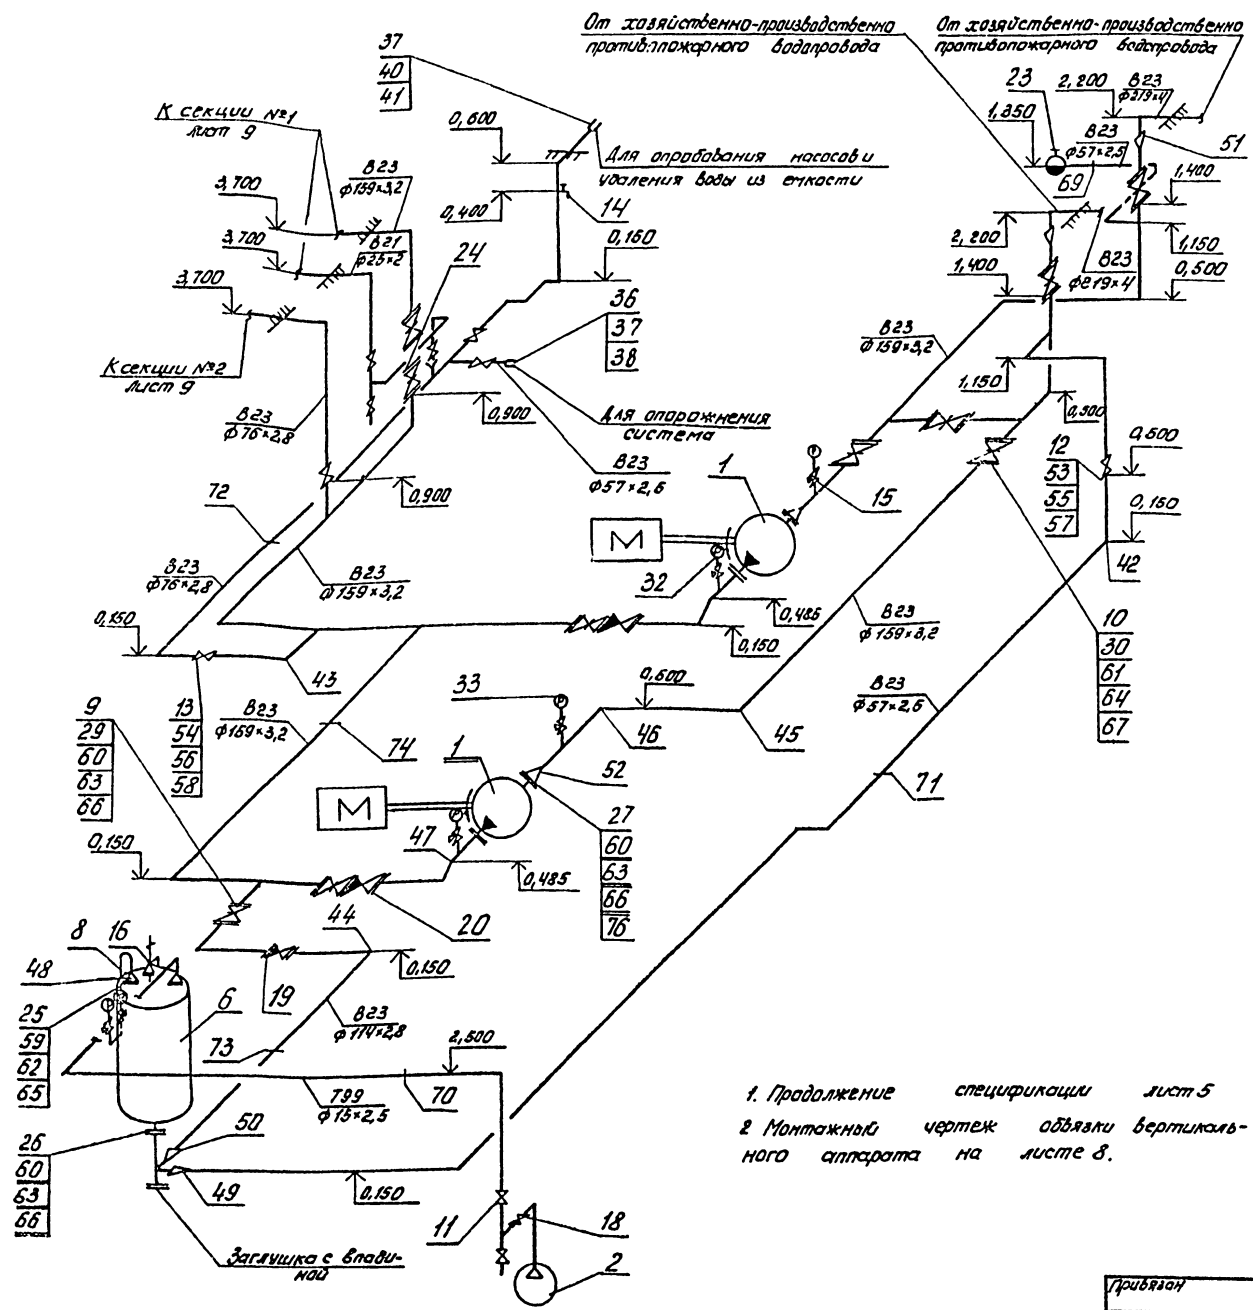 От хозяйственно-производственно
противопожарного водопровода
От хозяйственно-производственно
противопожарного водопровода
37
40
41
23
2,200
В23
ф219×4
1,850
В23
ф57×2,5
69
51
К секции №1
лист 9
0,600
Для опробования насосов и
удаления воды из емкости
В23
ф159×3,2
3,700
0,400
14
1,400
3,700
В21
ф25×2
24
0,150
2,200
1,150
1,400
В23
ф219×4
0,500
3,700
36
37
38
В23
ф159×3,2
К секции №2
лист 9
1,150
0,900
Для опорожнения
система
0,900
В23
ф76×2,8
В23
ф57×2,6
1
15
12
53
55
57
0,500
0,900
72
0,150
М
32
42
В23
ф76×2,8
В23
ф159×3,2
0,485
В23
ф159×3,2
10
30
61
64
67
0,150
0,150
43
33
0,600
9
29
60
63
66
13
54
56
58
В23
ф159×3,2
74
46
45
В23
ф57×2,6
1
52
71
М
27
60
63
66
76
47
0,150
0,485
20
44
8
16
48
0,150
19
6
25
59
62
65
В23
ф114×2,8
73
2,500
Т99
ф15×2,5
70
1. Продолжение спецификации лист 5
2 Монтажный чертеж обвязки вертикаль-
ного аппарата на листе 8.
50
26
60
63
66
49
0,150
11
18
Заглушка с впади-
ной
2
Привязан